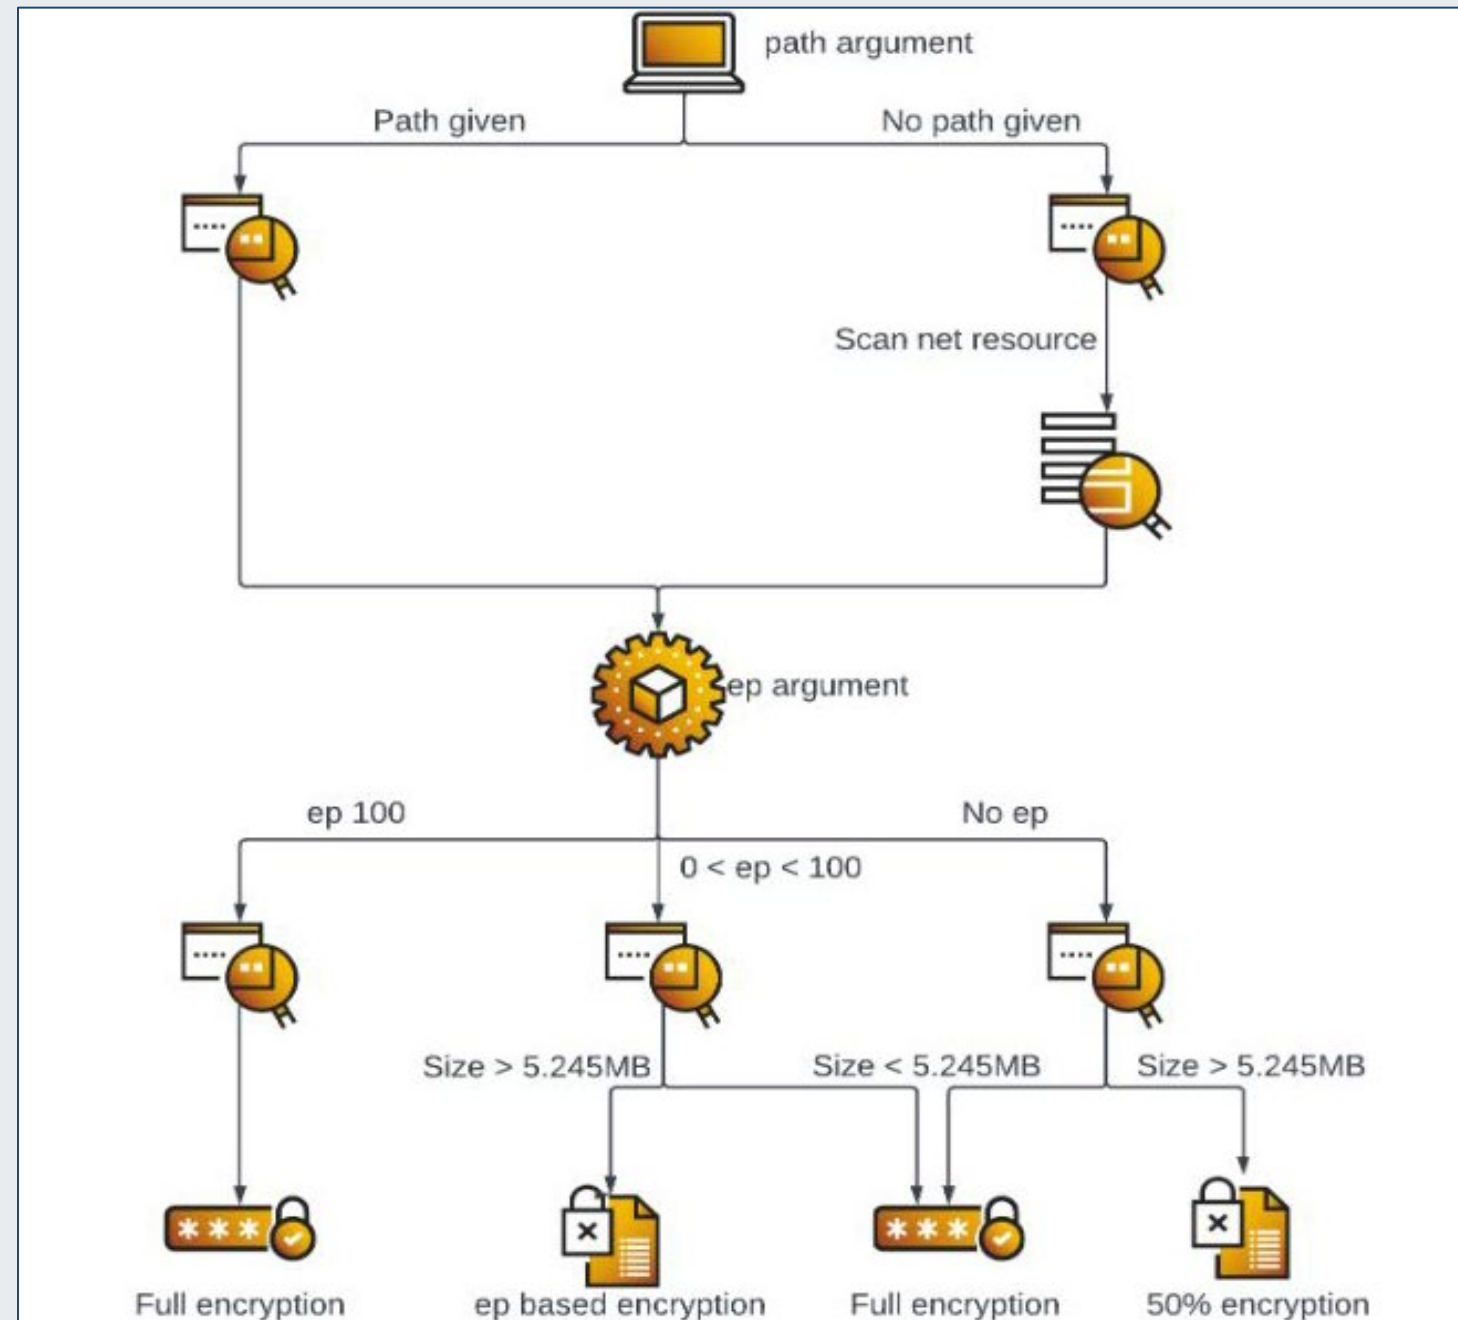 path argument
Path given
No path given
Scan net resource
ep argument
ep 100
No ep
0 < ep < 100
Size > 5.245MB
Size < 5.245MB
Size > 5.245MB
Full encryption
ep based encryption
Full encryption
50% encryption